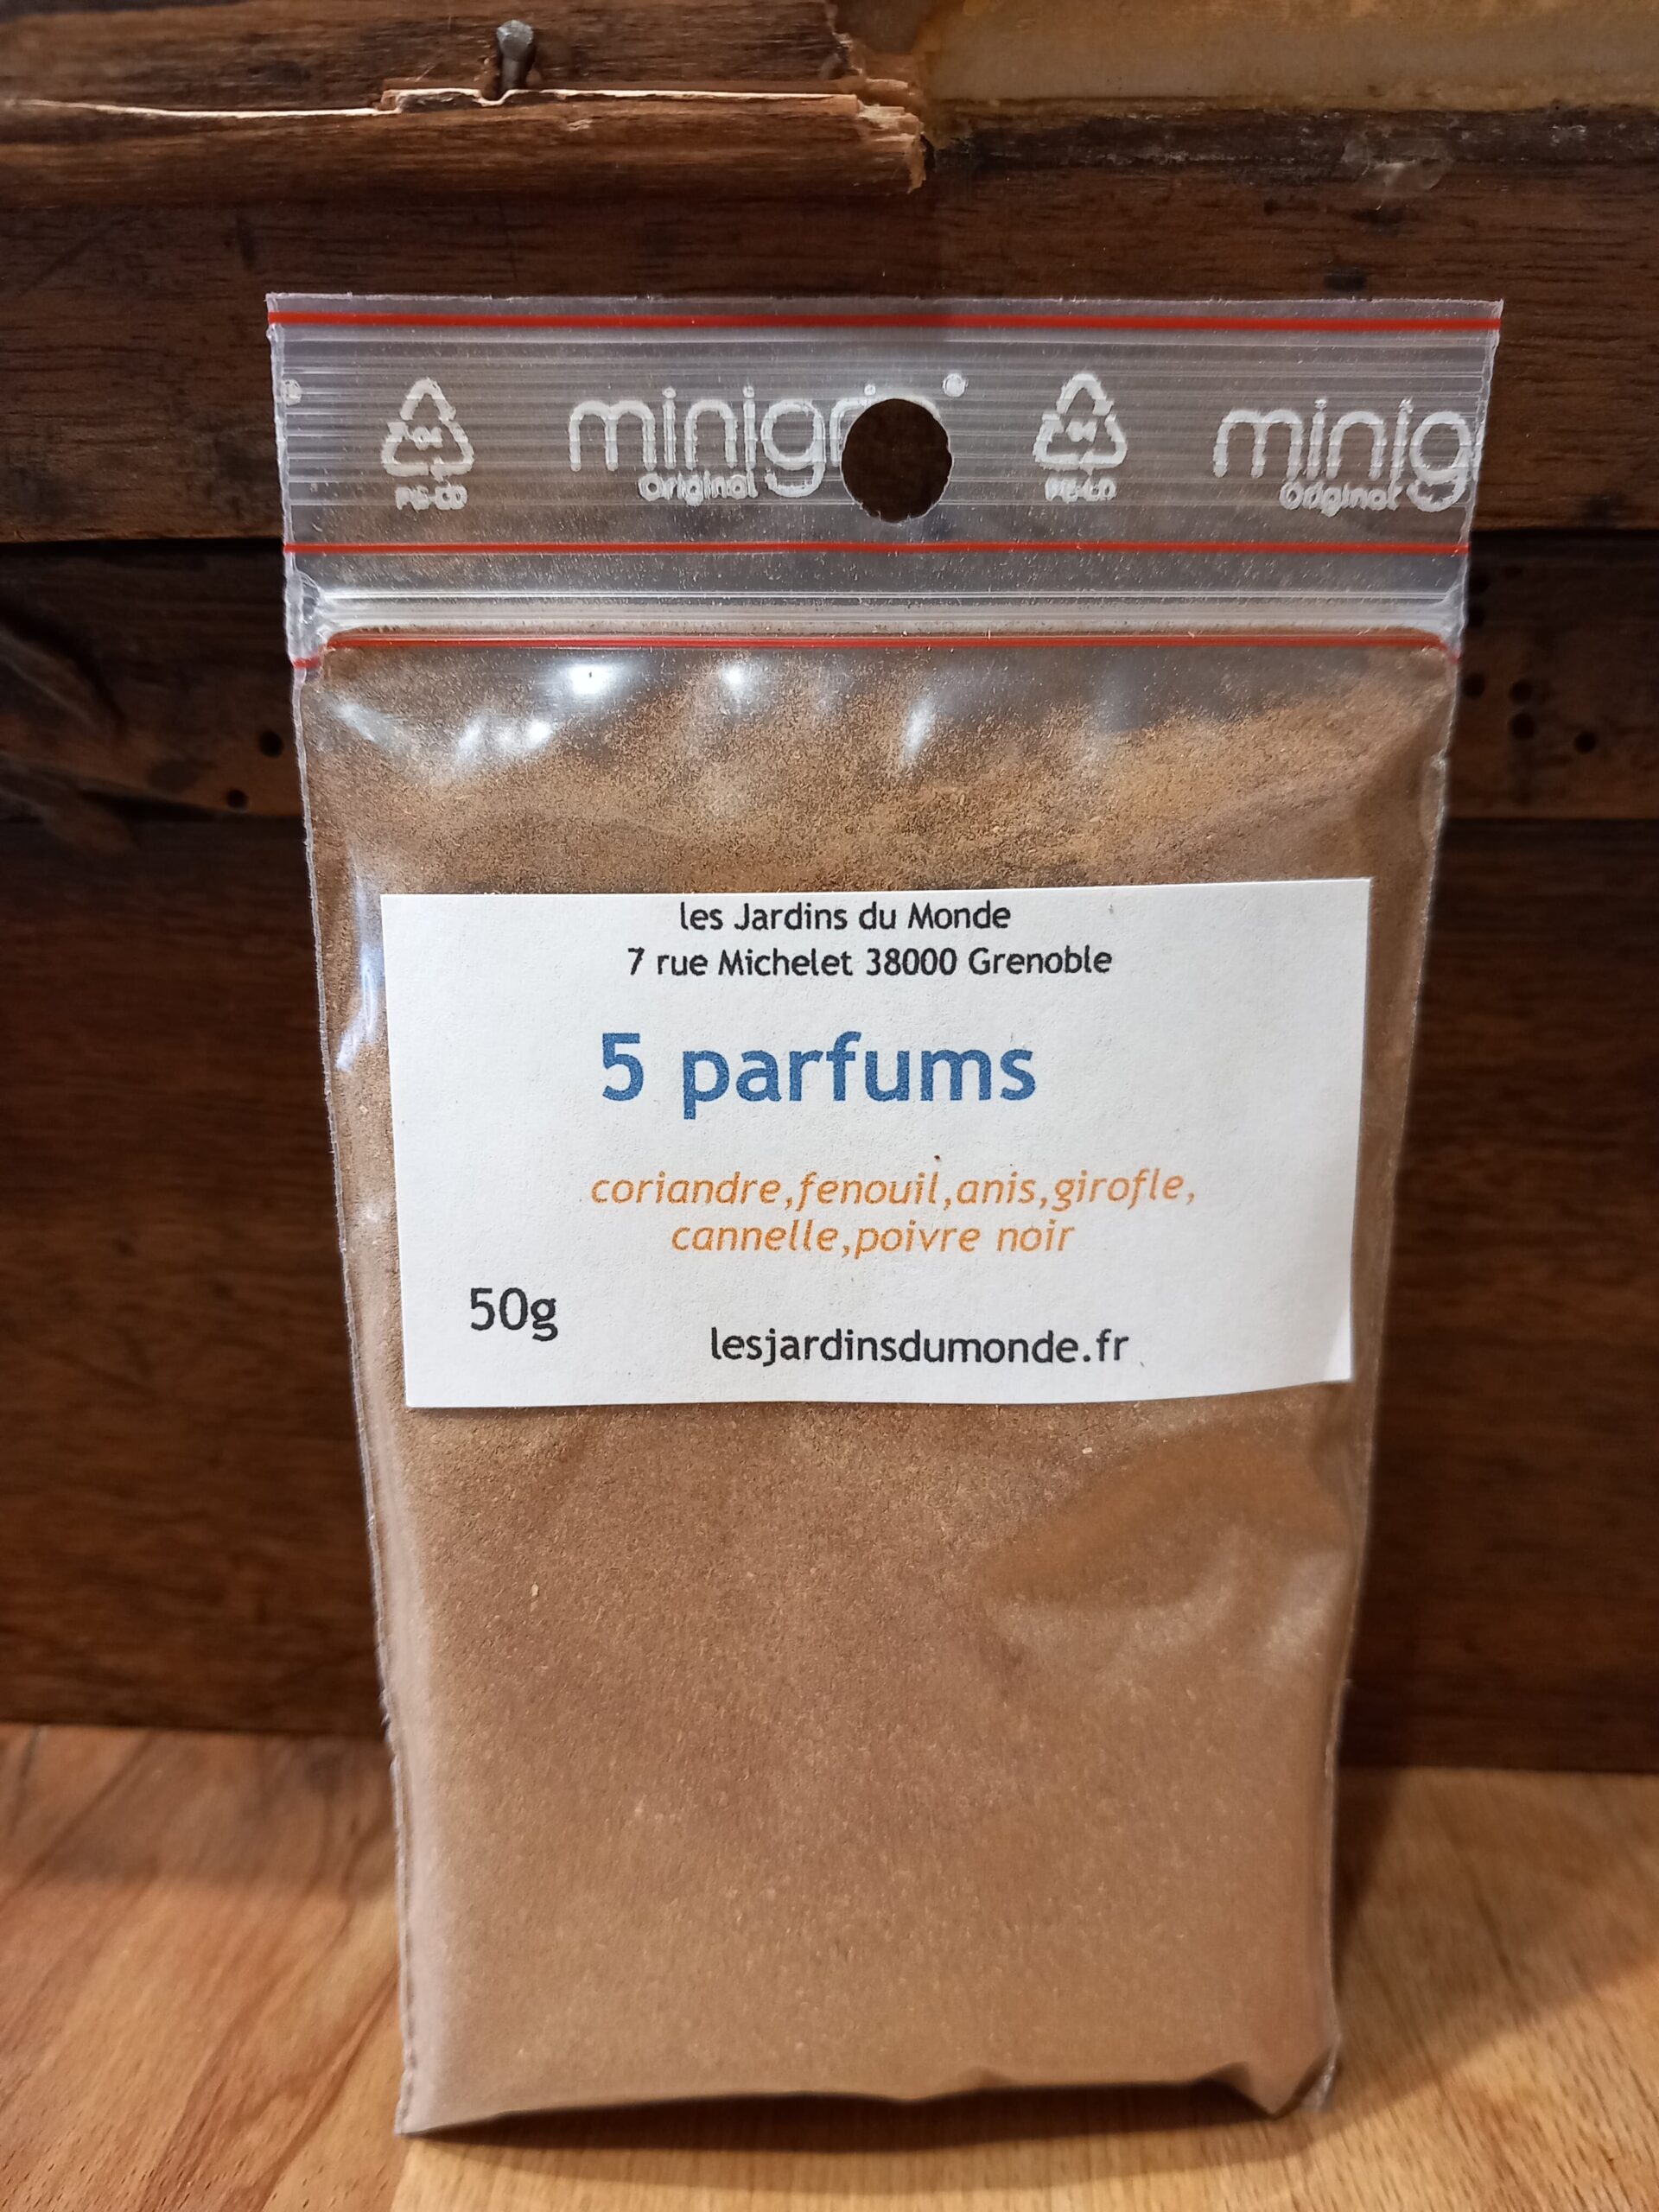 minigrip
Original
PE-LD
minig
Original
PE-LD
les Jardins du Monde
7 rue Michelet 38000 Grenoble
5 parfums
coriandre,fenouil,anis,girofle,
cannelle,poivre noir
50g
lesjardinsdumonde.fr